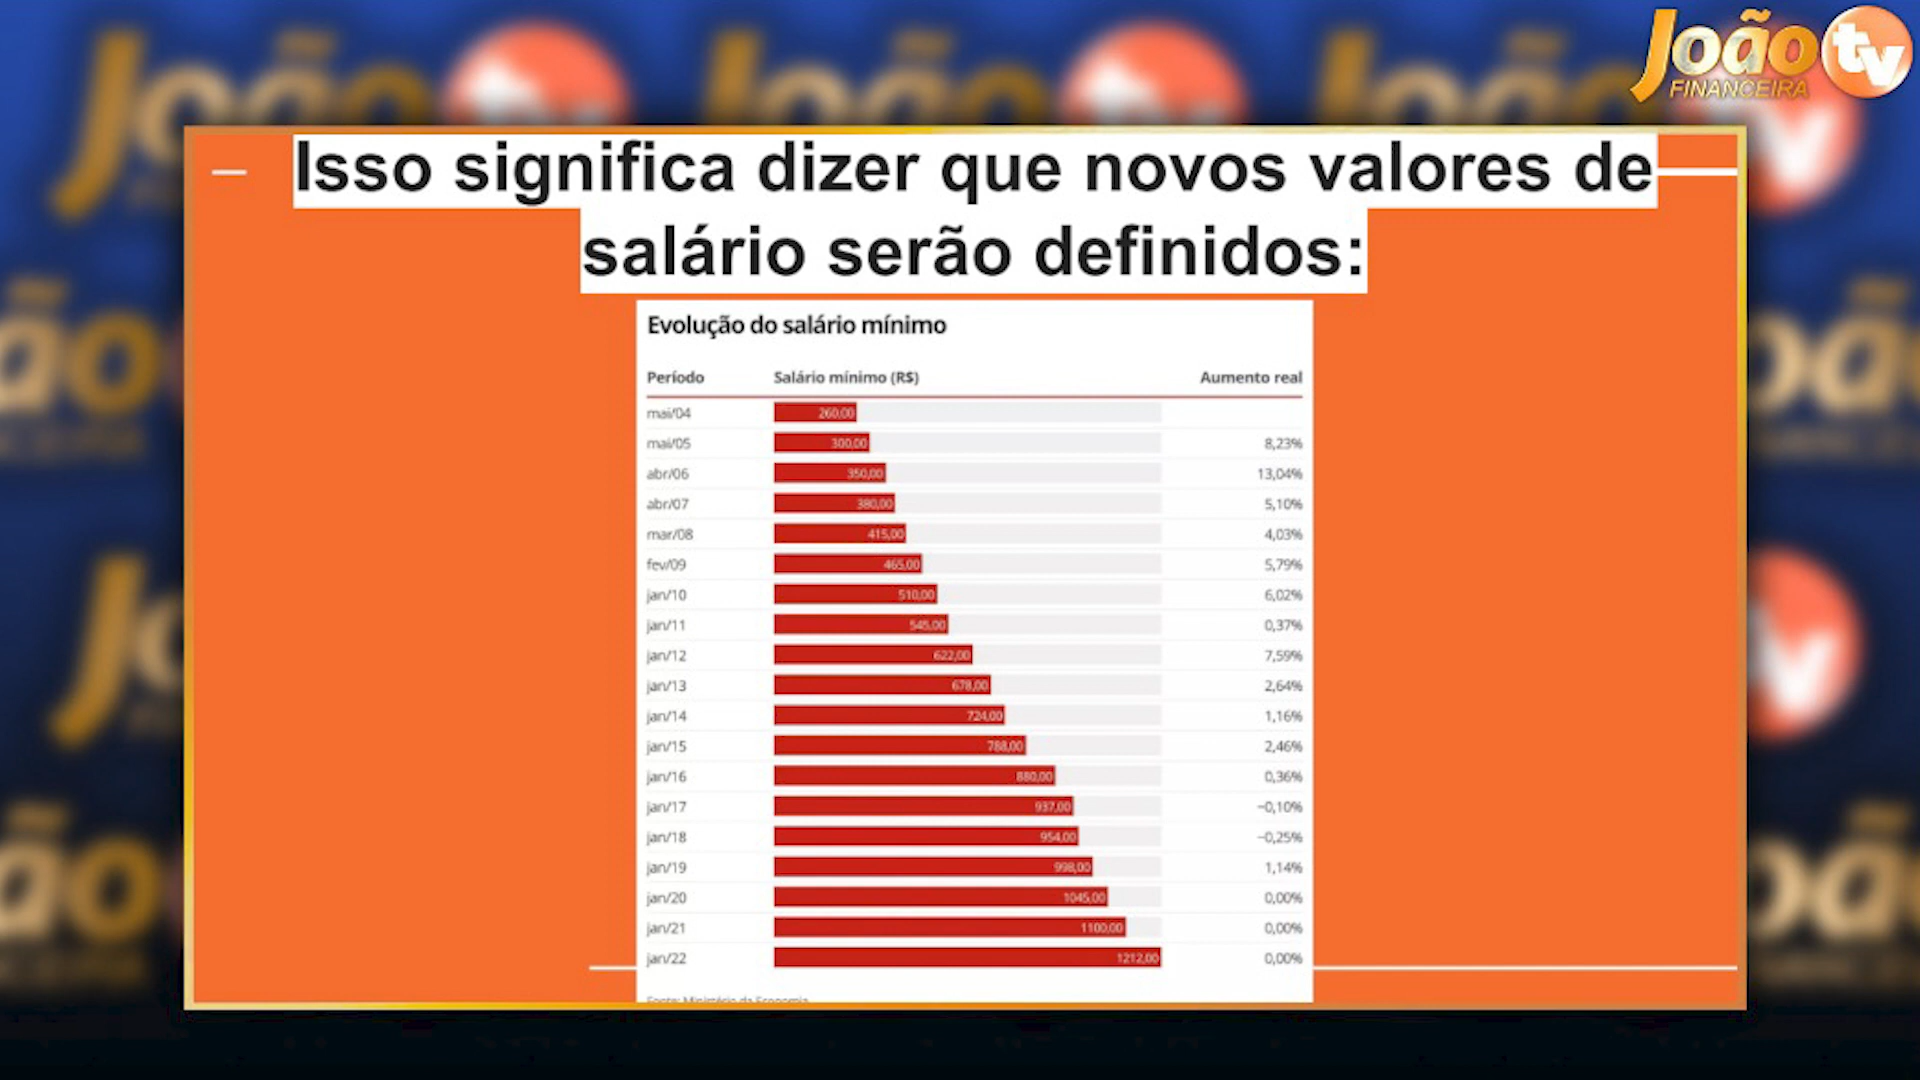 João tv
FINANCEIRA
Isso significa dizer que novos valores de
salário serão definidos:
Evolução do salário mínimo
Período Salário mínimo (R$) Aumento real
mai/04 260,00
mai/05 300,00 8,23%
abr/06 350,00 13,04%
abr/07 380,00 5,10%
mar/08 415,00 4,03%
fev/09 465,00 5,79%
jan/10 510,00 6,02%
jan/11 545,00 0,37%
jan/12 622,00 7,59%
jan/13 678,00 2,64%
jan/14 724,00 1,16%
jan/15 788,00 2,46%
jan/16 880,00 0,36%
jan/17 937,00 −0,10%
jan/18 954,00 −0,25%
jan/19 998,00 1,14%
jan/20 1045,00 0,00%
jan/21 1100,00 0,00%
jan/22 1212,00 0,00%
Fonte: Ministério da Economia